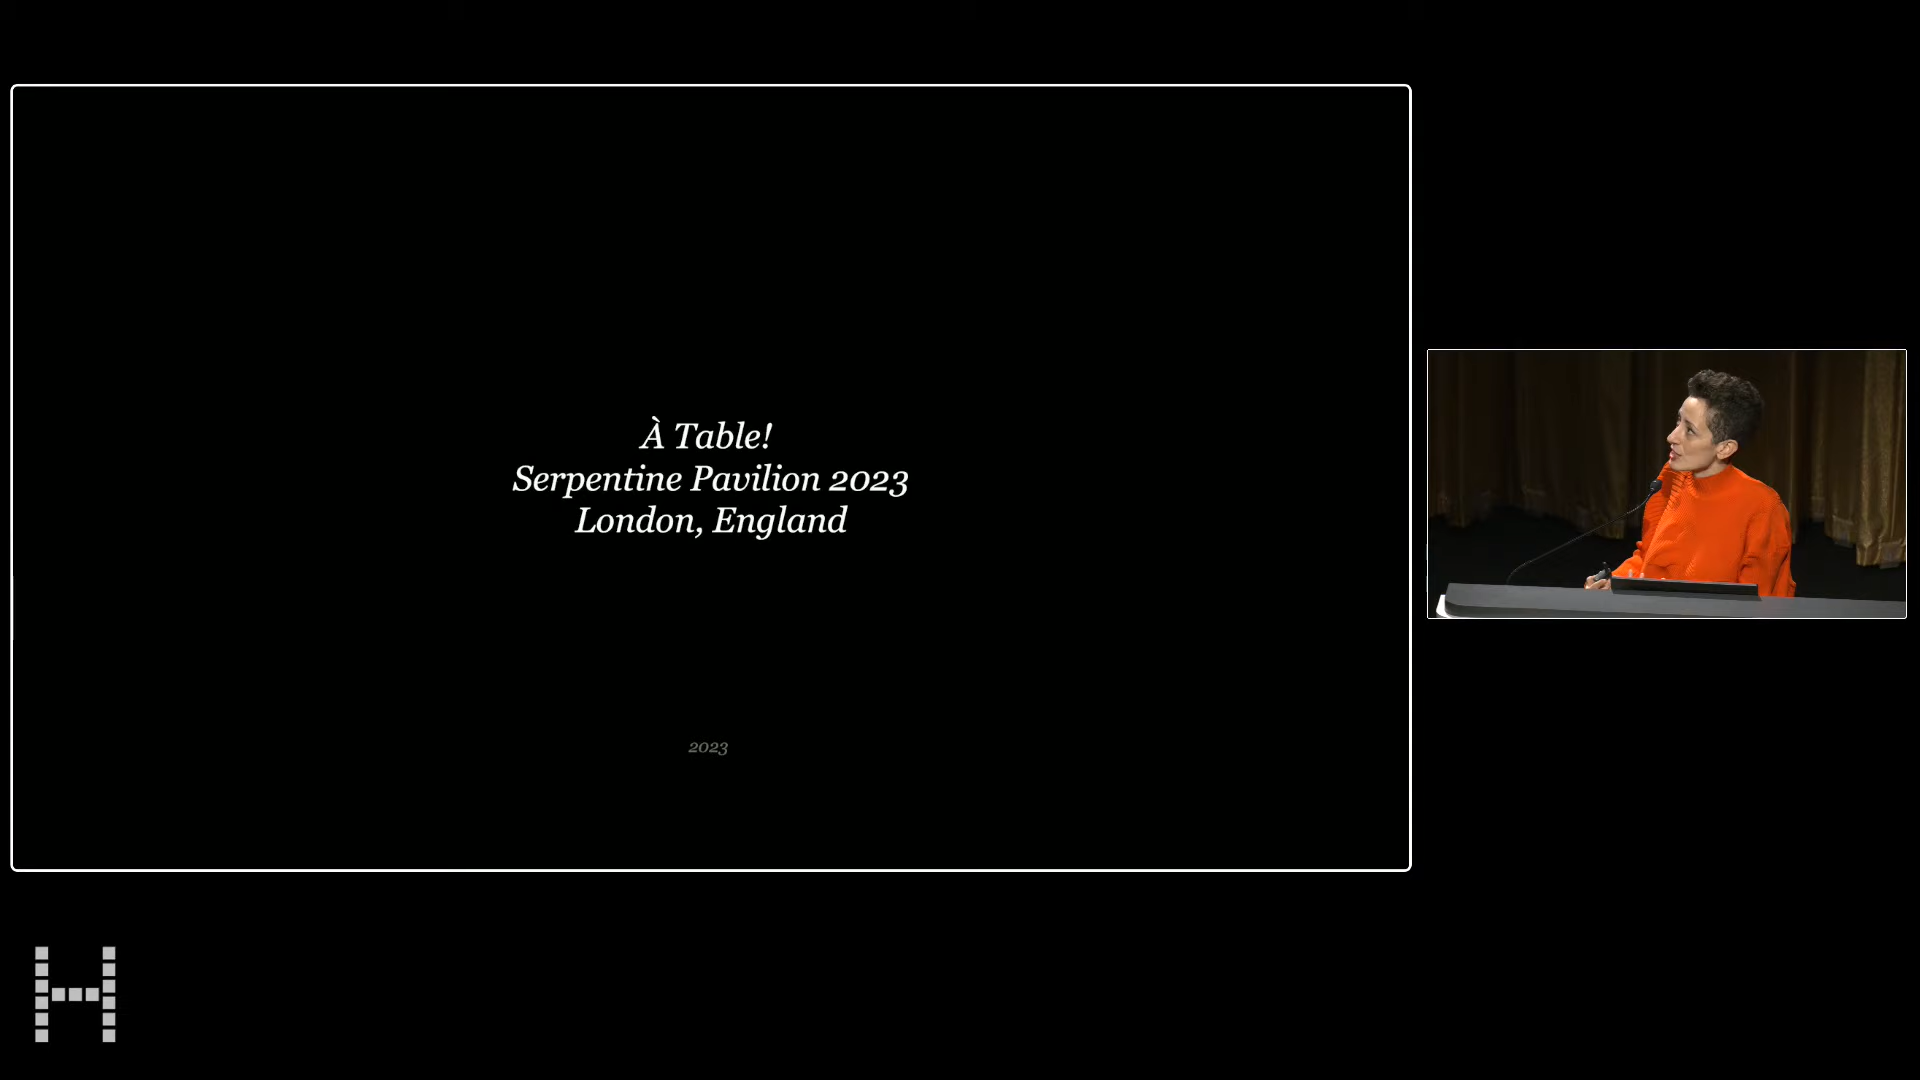 À Table!
Serpentine Pavilion 2023
London, England
2023
H